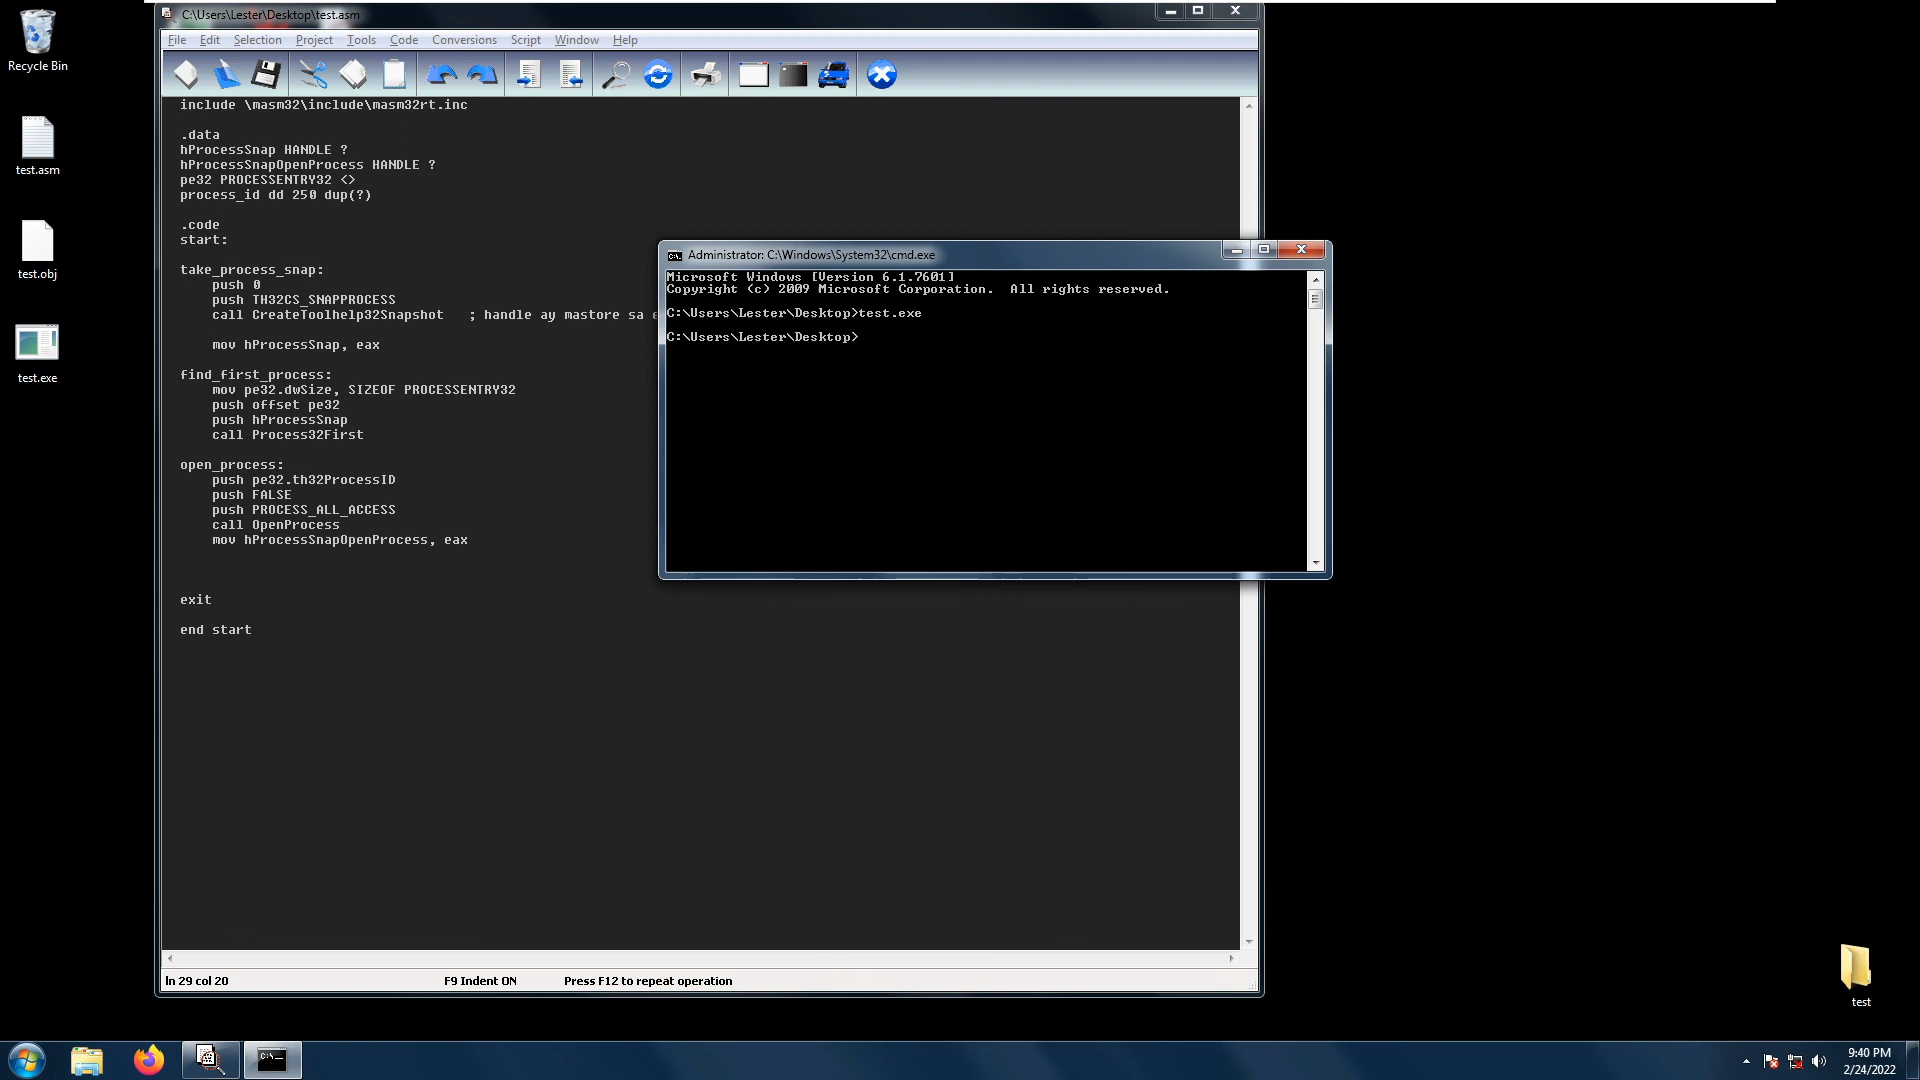 Recycle Bin
test.asm
test.obj
test.exe
C:\Users\Lester\Desktop\test.asm
File Edit Selection Project Tools Code Conversions Script Window Help
include \masm32\include\masm32rt.inc
.data
hProcessSnap HANDLE ?
hProcessSnapOpenProcess HANDLE ?
pe32 PROCESSENTRY32 <>
process_id dd 250 dup(?)
.code
start:
take_process_snap:
push 0
push TH32CS_SNAPPROCESS
call CreateToolhelp32Snapshot ; handle ay mastore sa
mov hProcessSnap, eax
find_first_process:
mov pe32.dwSize, SIZEOF PROCESSENTRY32
push offset pe32
push hProcessSnap
call Process32First
open_process:
push pe32.th32ProcessID
push FALSE
push PROCESS_ALL_ACCESS
call OpenProcess
mov hProcessSnapOpenProcess, eax
exit
end start
ln 29 col 20 F9 Indent ON Press F12 to repeat operation
Administrator: C:\Windows\System32\cmd.exe
Microsoft Windows [Version 6.1.7601]
Copyright (c) 2009 Microsoft Corporation. All rights reserved.
C:\Users\Lester\Desktop>test.exe
C:\Users\Lester\Desktop>
test
9:40 PM
2/24/2022